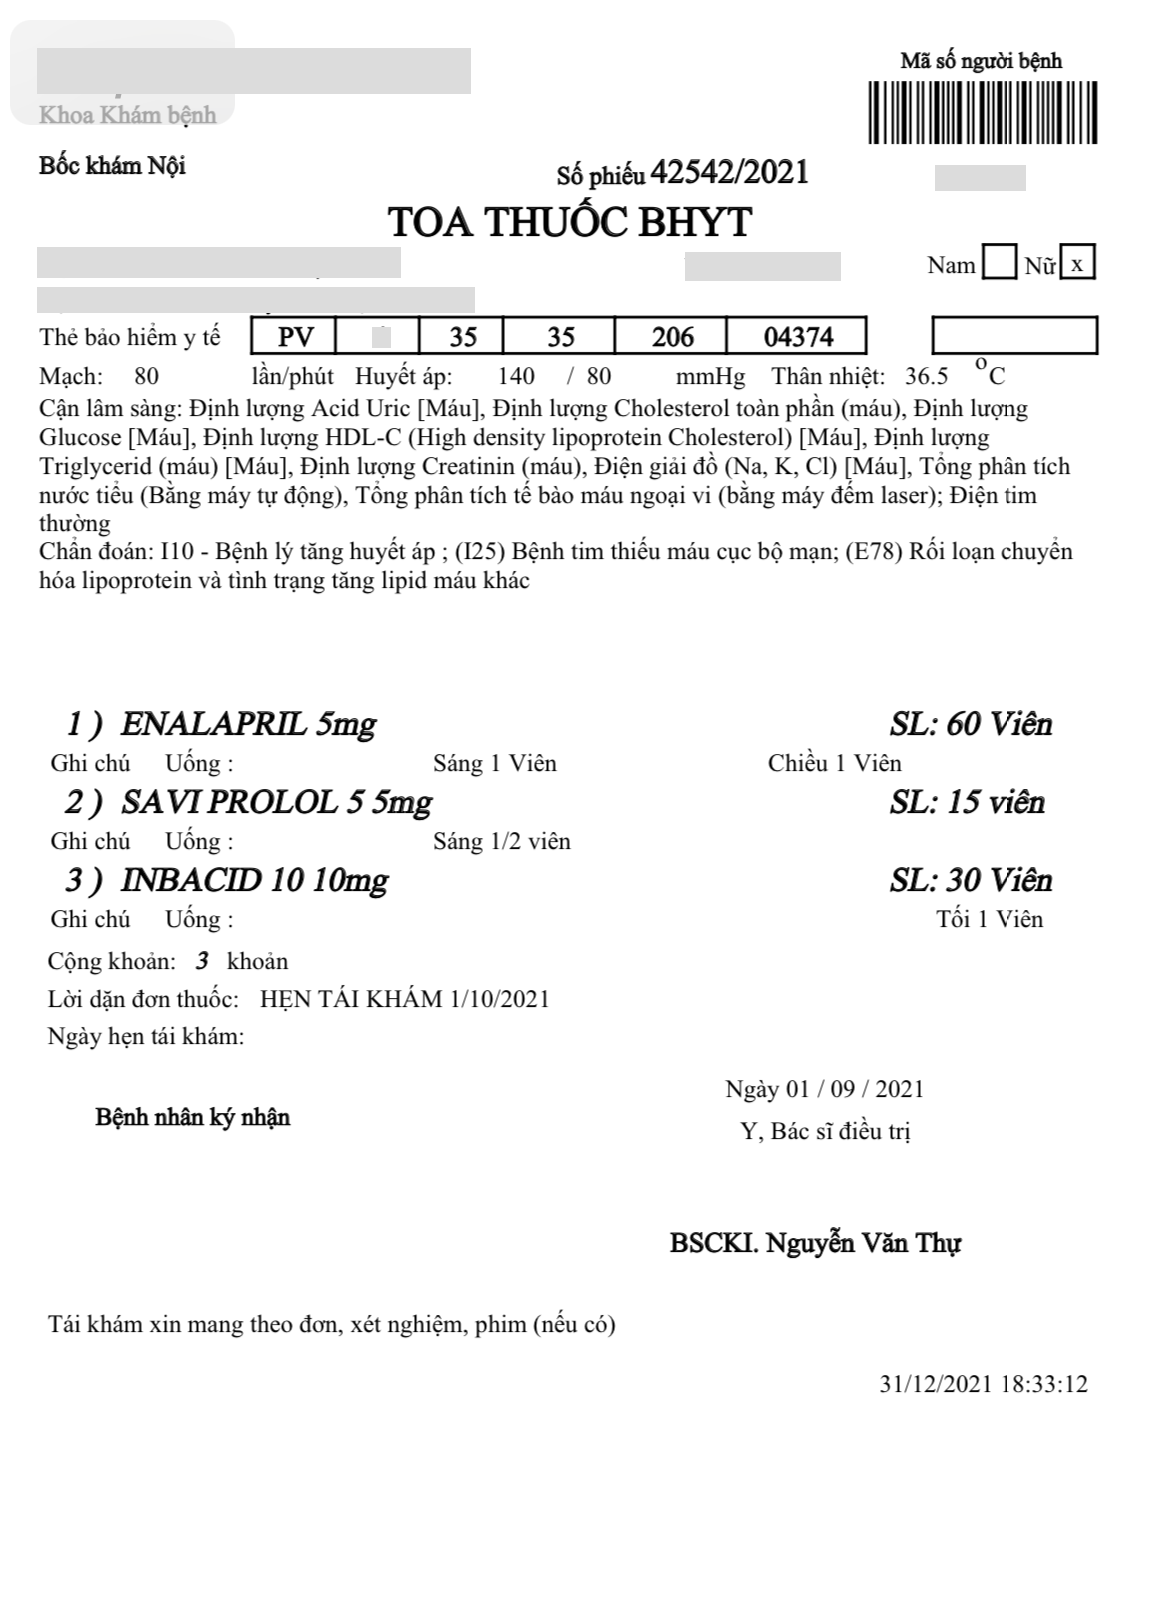 Khoa Khám bệnh
Mã số người bệnh
Bốc khám Nội
Số phiếu 42542/2021
TOA THUỐC BHYT
Nam Nữ x
Thẻ bảo hiểm y tế PV 35 35 206 04374
Mạch: 80 lần/phút Huyết áp: 140 / 80 mmHg Thân nhiệt: 36.5 °C
Cận lâm sàng: Định lượng Acid Uric [Máu], Định lượng Cholesterol toàn phần (máu), Định lượng
Glucose [Máu], Định lượng HDL-C (High density lipoprotein Cholesterol) [Máu], Định lượng
Triglycerid (máu) [Máu], Định lượng Creatinin (máu), Điện giải đồ (Na, K, Cl) [Máu], Tổng phân tích
nước tiểu (Bằng máy tự động), Tổng phân tích tế bào máu ngoại vi (bằng máy đếm laser); Điện tim
thường
Chẩn đoán: I10 - Bệnh lý tăng huyết áp ; (I25) Bệnh tim thiếu máu cục bộ mạn; (E78) Rối loạn chuyển
hóa lipoprotein và tình trạng tăng lipid máu khác
1 ) ENALAPRIL 5mg SL: 60 Viên
Ghi chú Uống : Sáng 1 Viên Chiều 1 Viên
2 ) SAVI PROLOL 5 5mg SL: 15 viên
Ghi chú Uống : Sáng 1/2 viên
3 ) INBACID 10 10mg SL: 30 Viên
Ghi chú Uống : Tối 1 Viên
Cộng khoản: 3 khoản
Lời dặn đơn thuốc: HẸN TÁI KHÁM 1/10/2021
Ngày hẹn tái khám:
Ngày 01 / 09 / 2021
Bệnh nhân ký nhận
Y, Bác sĩ điều trị
BSCKI. Nguyễn Văn Thự
Tái khám xin mang theo đơn, xét nghiệm, phim (nếu có)
31/12/2021 18:33:12